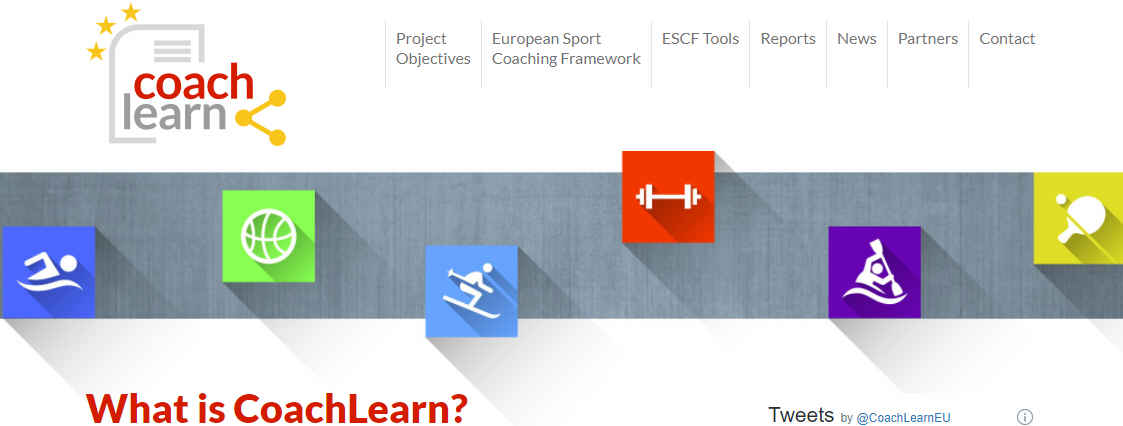 coach
learn
Project
Objectives
European Sport
Coaching Framework
ESCF Tools
Reports
News
Partners
Contact
What is CoachLearn?
Tweets by @CoachLearnEU